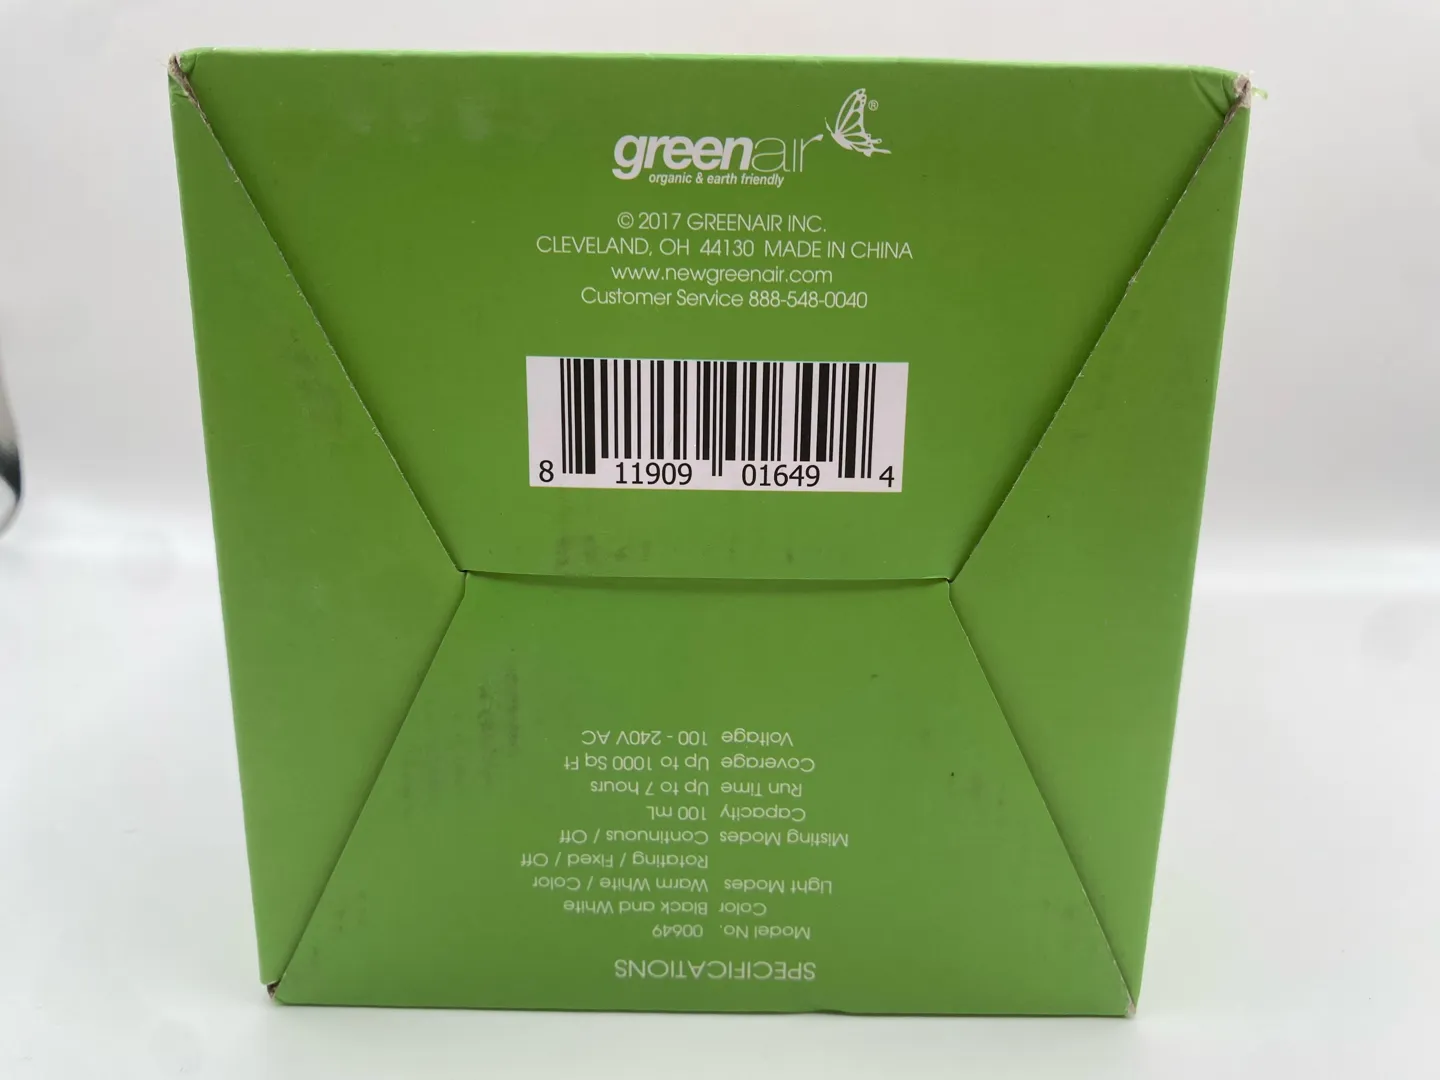 greenair®
organic & earth friendly
© 2017 GREENAIR INC.
CLEVELAND, OH 44130 MADE IN CHINA
www.newgreenair.com
Customer Service 888-548-0040
8 11909 01649 4
SPECIFICATIONS
Model No. 00649
Color Black and White
Light Modes Warm White / Color
Rotating / Fixed / Off
Misting Modes Continuous / Off
Capacity 100 mL
Run Time Up to 7 hours
Coverage Up to 1000 Sq Ft
Voltage 100 - 240V AC